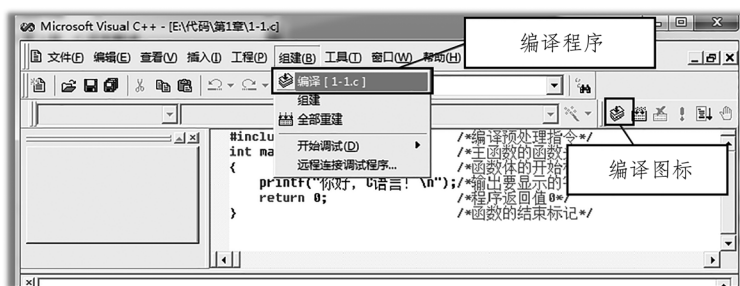 Microsoft Visual C++ - [E:\代码\第1章\1-1.c]
编译程序
文件(F) 编辑(E) 查看(V) 插入(I) 工程(P) 组建(B) 工具(T) 窗口(W) 帮助(H)
编译 [ 1-1.c ]
组建
全部重建
开始调试(D)
远程连接调试程序...
编译图标
#inclu /*编译预处理指令*/
int ma /*主函数的函数
{ /*函数体的开始
printf("你好, C语言! \n");/*输出要显示的
return 0; /*程序返回值0*/
} /*函数的结束标记*/